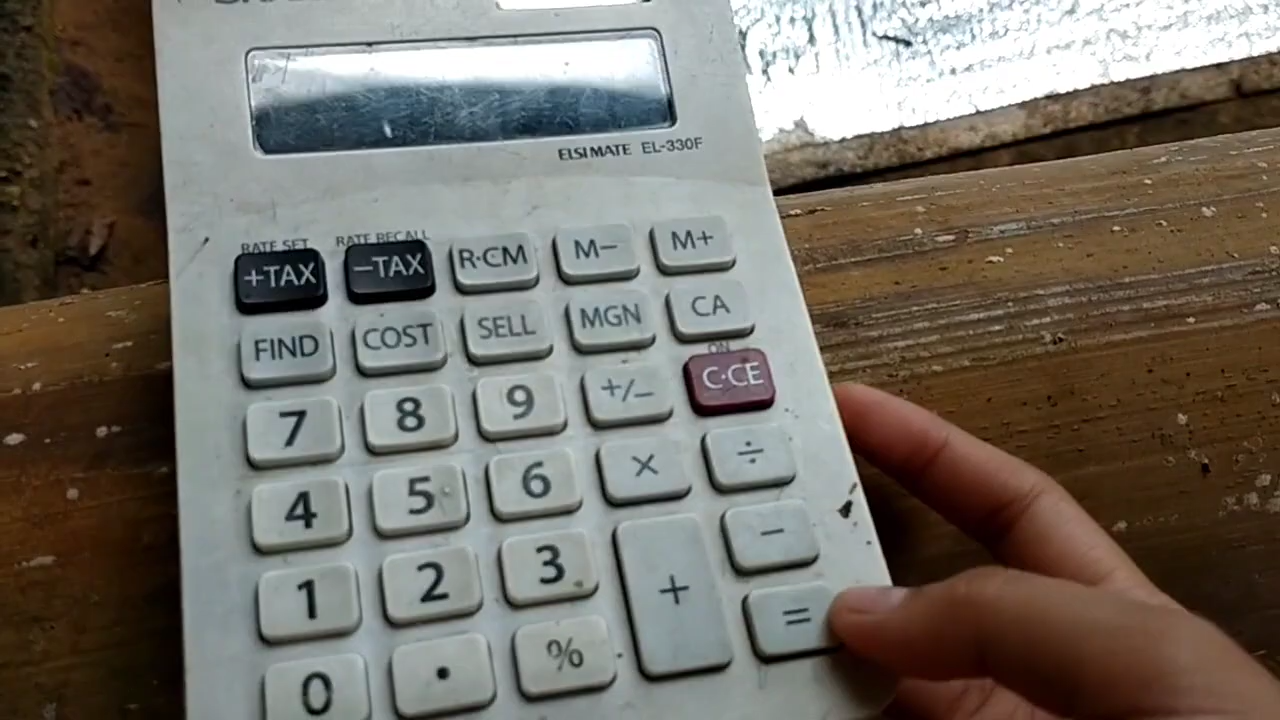 ELSIMATE EL-330F
RATE SET RATE RECALL
+TAX −TAX R·CM M− M+
FIND COST SELL MGN CA
ON
7 8 9 +/− C·CE
4 5 6 × ÷
1 2 3 + −
0 • % =